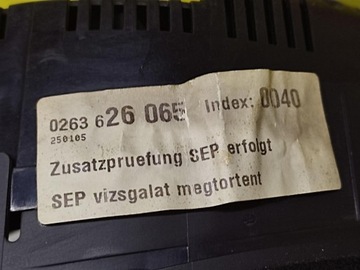 0263 626 065 Index: 0040
250105
Zusatzpruefung SEP erfolgt
SEP vizsgalat megtortent